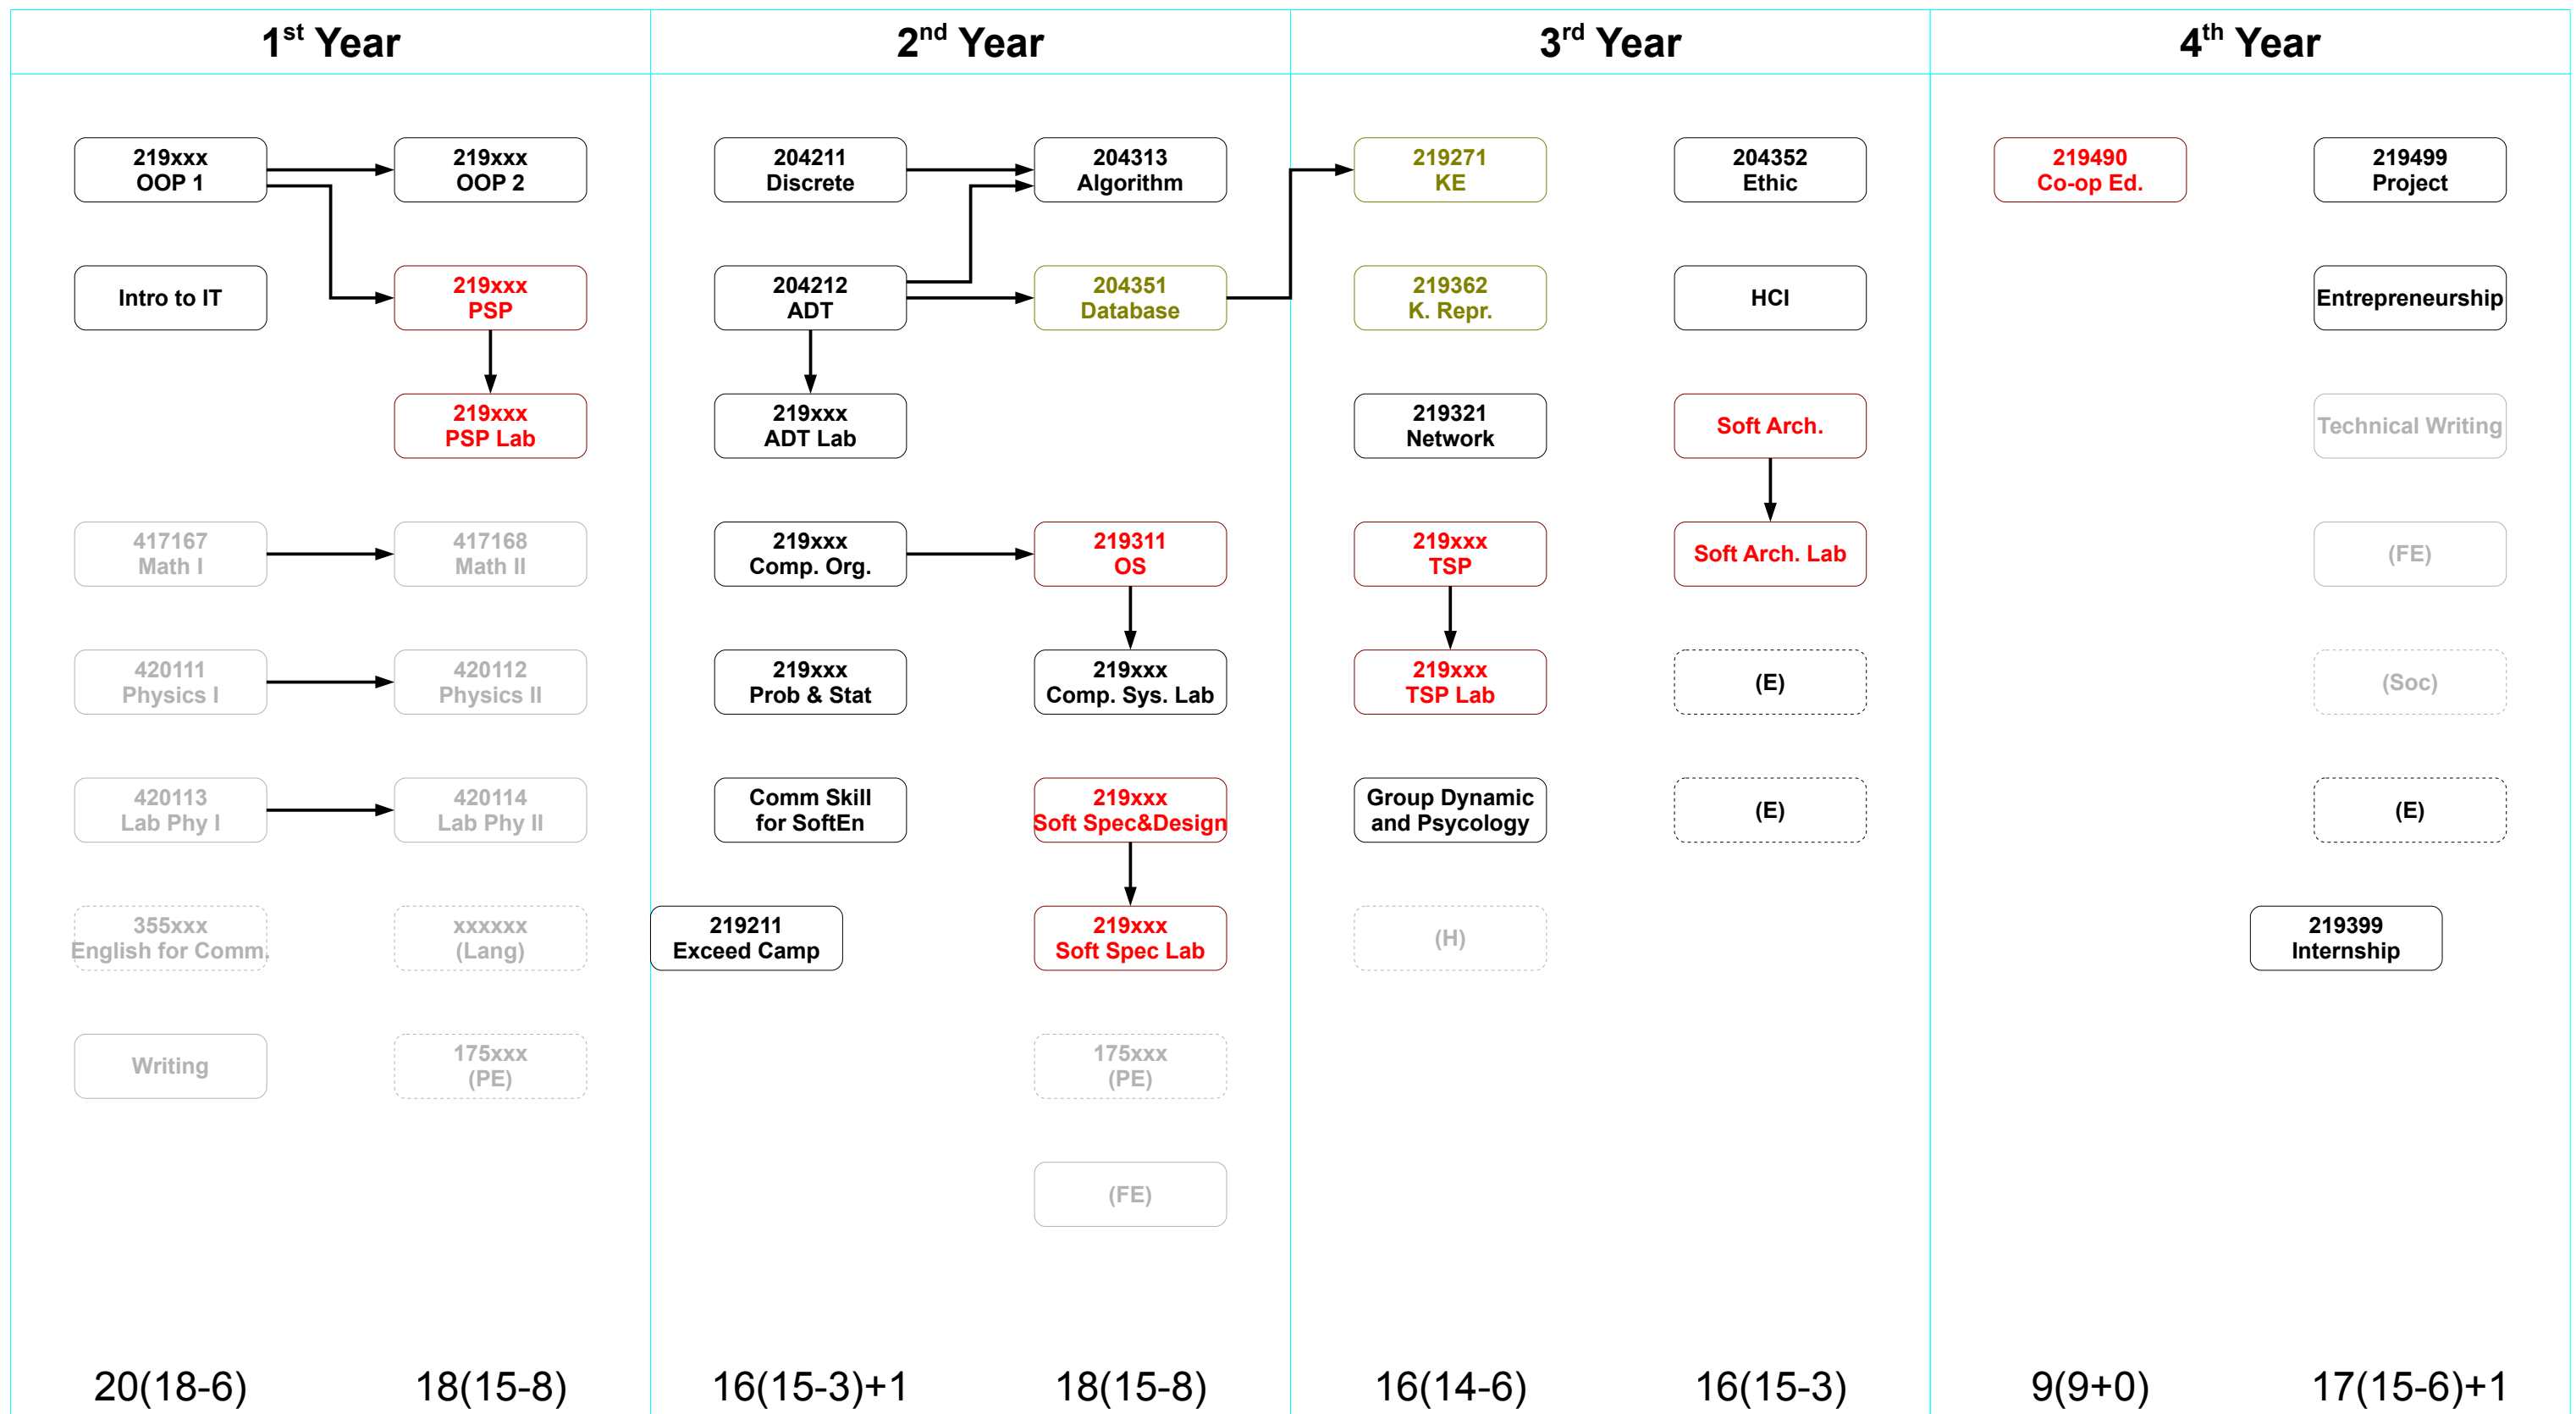 1st Year
2nd Year
3rd Year
4th Year
219xxx
OOP 1
219xxx
OOP 2
204211
Discrete
204313
Algorithm
219271
KE
204352
Ethic
219490
Co-op Ed.
219499
Project
Intro to IT
219xxx
PSP
204212
ADT
204351
Database
219362
K. Repr.
HCI
Entrepreneurship
219xxx
PSP Lab
219xxx
ADT Lab
219321
Network
Soft Arch.
Technical Writing
417167
Math I
417168
Math II
219xxx
Comp. Org.
219311
OS
219xxx
TSP
Soft Arch. Lab
(FE)
420111
Physics I
420112
Physics II
219xxx
Prob & Stat
219xxx
Comp. Sys. Lab
219xxx
TSP Lab
(E)
(Soc)
420113
Lab Phy I
420114
Lab Phy II
Comm Skill
for SoftEn
219xxx
Soft Spec&Design
Group Dynamic
and Psycology
(E)
(E)
355xxx
English for Comm.
xxxxxx
(Lang)
219211
Exceed Camp
219xxx
Soft Spec Lab
(H)
219399
Internship
Writing
175xxx
(PE)
175xxx
(PE)
(FE)
20(18-6)
18(15-8)
16(15-3)+1
18(15-8)
16(14-6)
16(15-3)
9(9+0)
17(15-6)+1